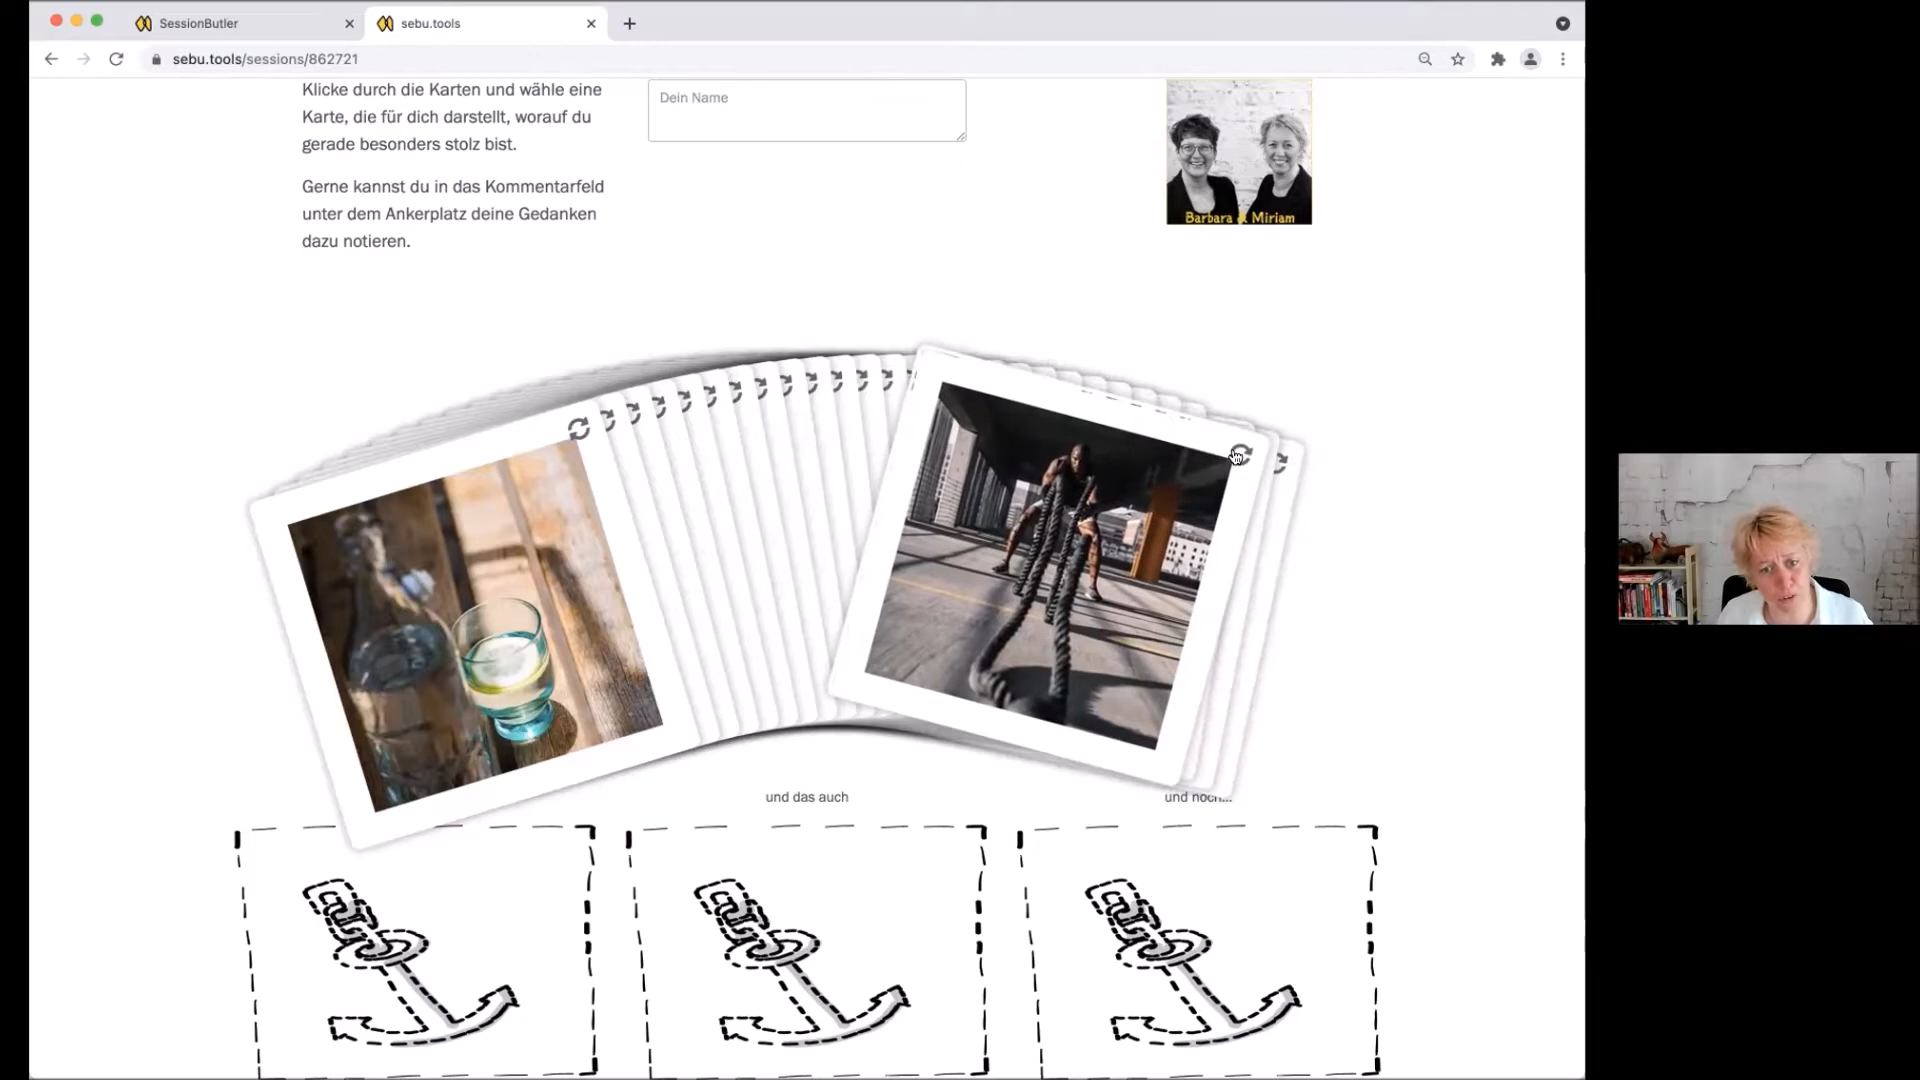 SessionButler
sebu.tools
sebu.tools/sessions/862721
Klicke durch die Karten und wähle eine
Karte, die für dich darstellt, worauf du
gerade besonders stolz bist.
Gerne kannst du in das Kommentarfeld
unter dem Ankerplatz deine Gedanken
dazu notieren.
Dein Name
Barbara & Miriam
und das auch
und noch...